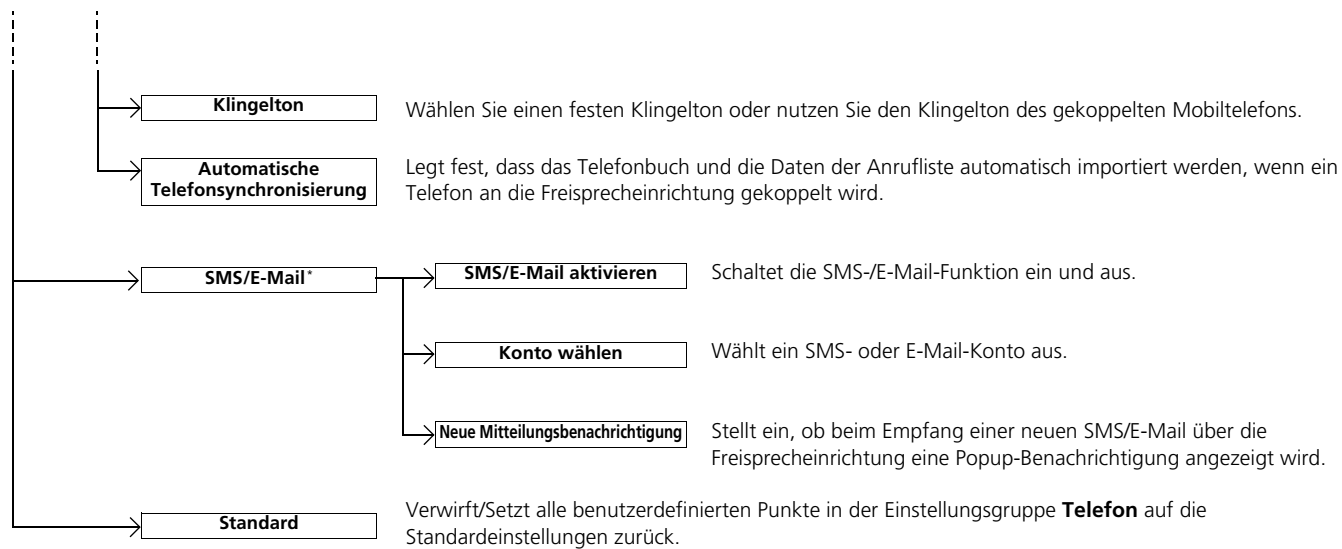 Klingelton
Wählen Sie einen festen Klingelton oder nutzen Sie den Klingelton des gekoppelten Mobiltelefons.
Automatische
Telefonsynchronisierung
Legt fest, dass das Telefonbuch und die Daten der Anrufliste automatisch importiert werden, wenn ein
Telefon an die Freisprecheinrichtung gekoppelt wird.
SMS/E-Mail*
SMS/E-Mail aktivieren
Schaltet die SMS-/E-Mail-Funktion ein und aus.
Konto wählen
Wählt ein SMS- oder E-Mail-Konto aus.
Neue Mitteilungsbenachrichtigung
Stellt ein, ob beim Empfang einer neuen SMS/E-Mail über die
Freisprecheinrichtung eine Popup-Benachrichtigung angezeigt wird.
Standard
Verwirft/Setzt alle benutzerdefinierten Punkte in der Einstellungsgruppe Telefon auf die
Standardeinstellungen zurück.